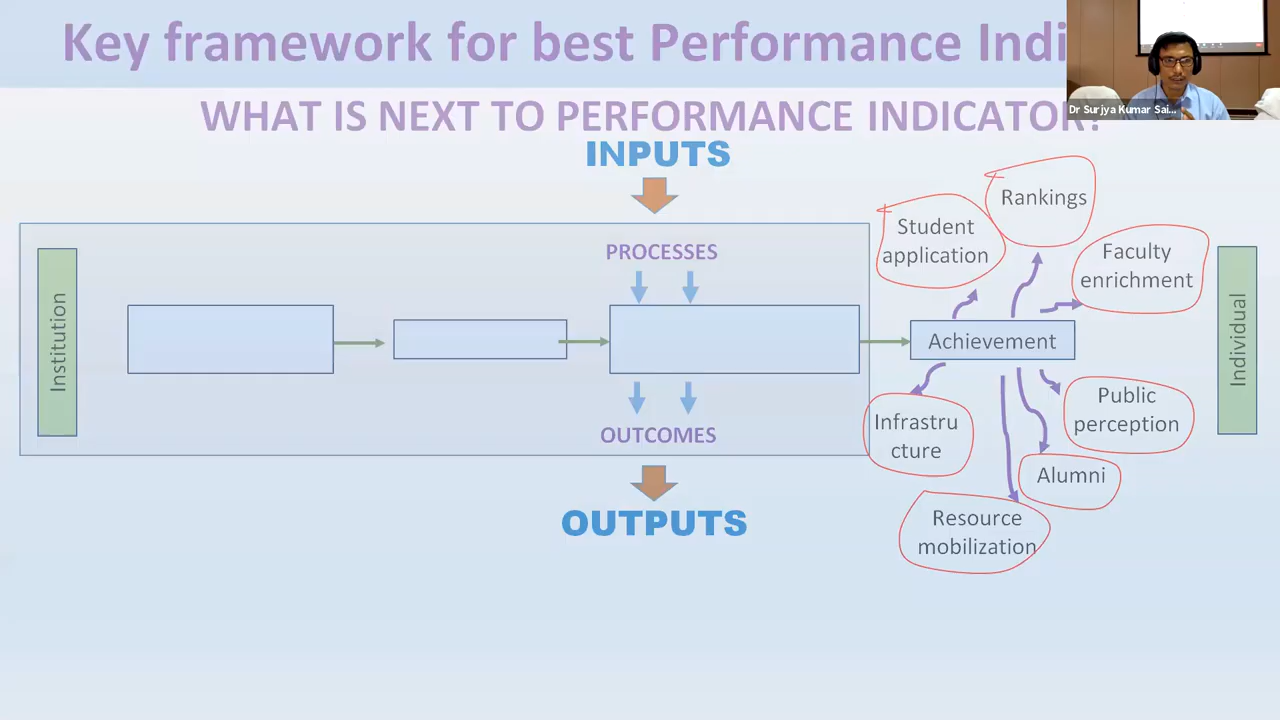 Key framework for best Performance Indi
WHAT IS NEXT TO PERFORMANCE INDICATOR?
Dr Surjya Kumar Sai...
INPUTS
PROCESSES
Institution
OUTCOMES
OUTPUTS
Rankings
Student
application
Faculty
enrichment
Achievement
Individual
Infrastru
cture
Public
perception
Alumni
Resource
mobilization